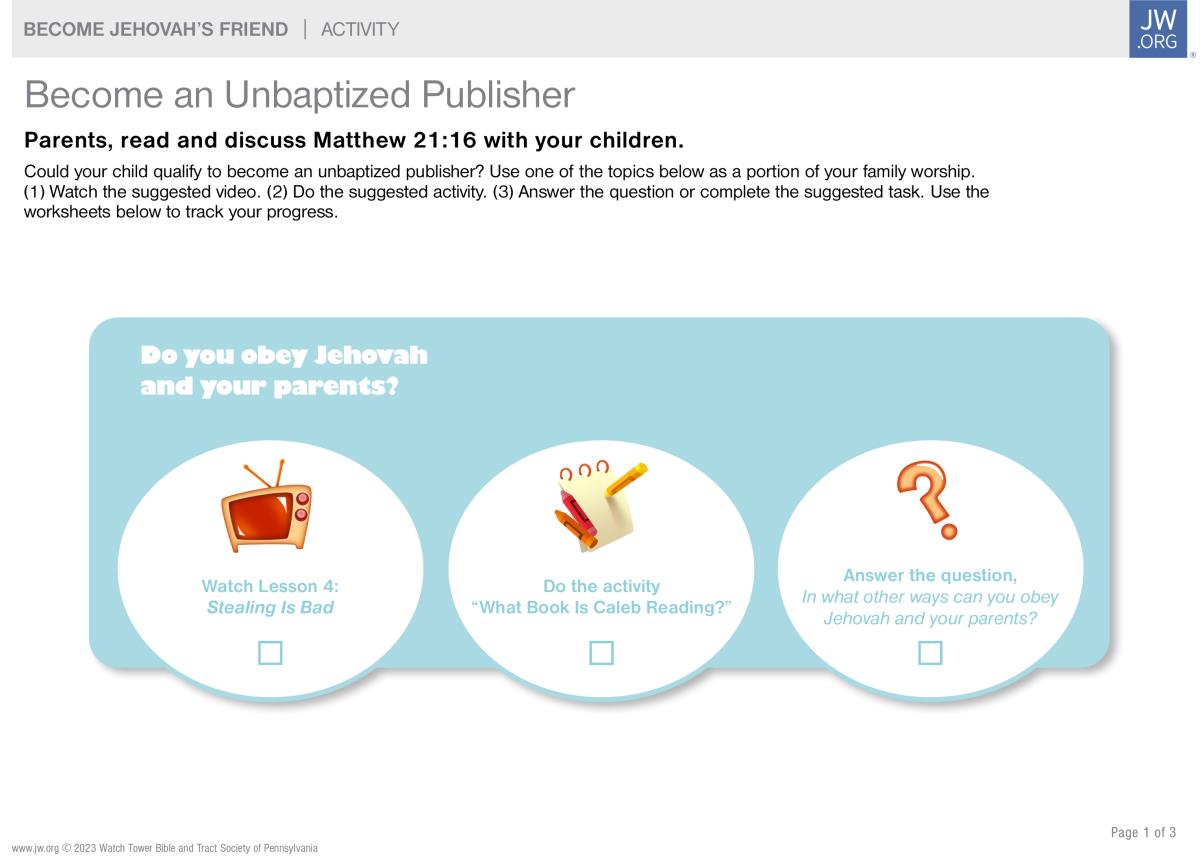 BECOME JEHOVAH’S FRIEND | ACTIVITY
JW
.ORG
®
Become an Unbaptized Publisher
Parents, read and discuss Matthew 21:16 with your children.
Could your child qualify to become an unbaptized publisher? Use one of the topics below as a portion of your family worship.
(1) Watch the suggested video. (2) Do the suggested activity. (3) Answer the question or complete the suggested task. Use the
worksheets below to track your progress.
Do you obey Jehovah
and your parents?
Watch Lesson 4:
Stealing Is Bad
Do the activity
“What Book Is Caleb Reading?”
Answer the question,
In what other ways can you obey
Jehovah and your parents?
Page 1 of 3
www.jw.org © 2023 Watch Tower Bible and Tract Society of Pennsylvania